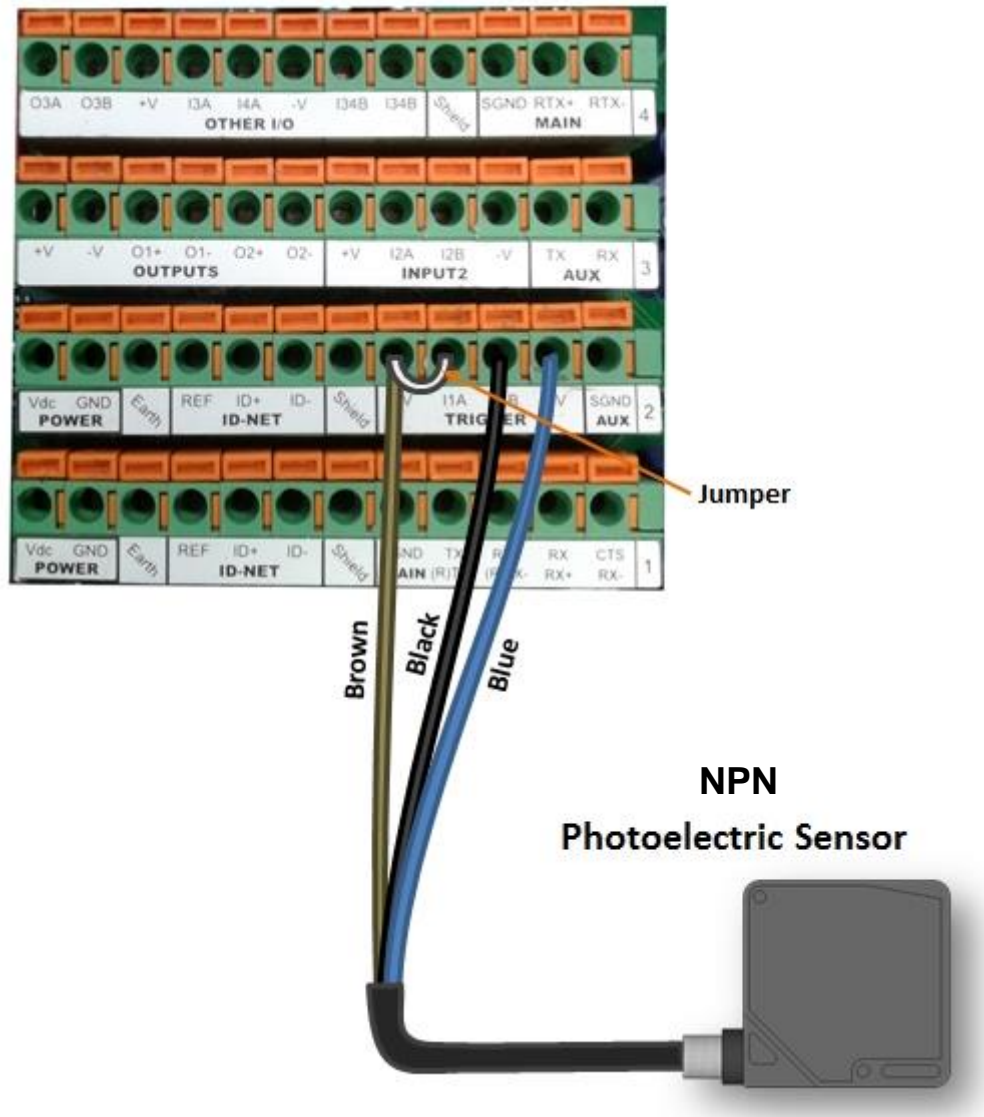 O3A O3B +V I3A I4A -V I34B I34B Shield SGND RTX+ RTX- 4
OTHER I/O MAIN
+V -V O1+ O1- O2+ O2- +V I2A I2B -V TX RX 3
OUTPUTS INPUT2 AUX
Vdc GND Earth REF ID+ ID- Shield I1A SGND 2
POWER ID-NET AUX
Jumper
Vdc GND Earth REF ID+ ID- Shield TX RX CTS 1
POWER ID-NET RX+ RX-
Brown
Black
Blue
NPN
Photoelectric Sensor